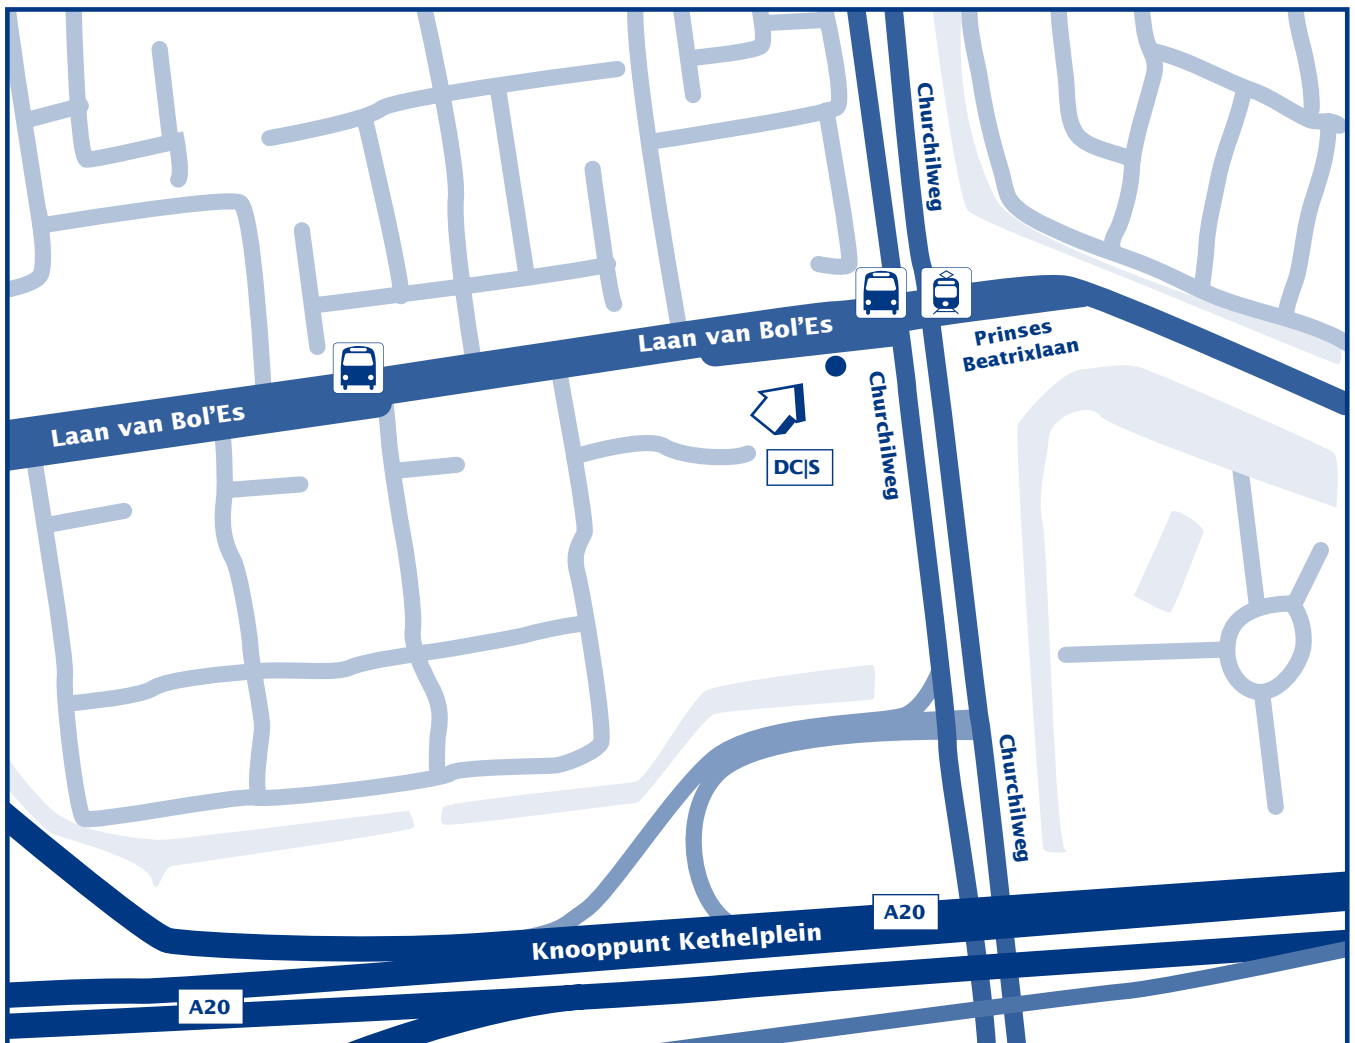 Churchilweg
Laan van Bol'Es
Prinses
Beatrixlaan
Laan van Bol'Es
Churchilweg
DC|S
Churchilweg
A20
Knooppunt Kethelplein
A20